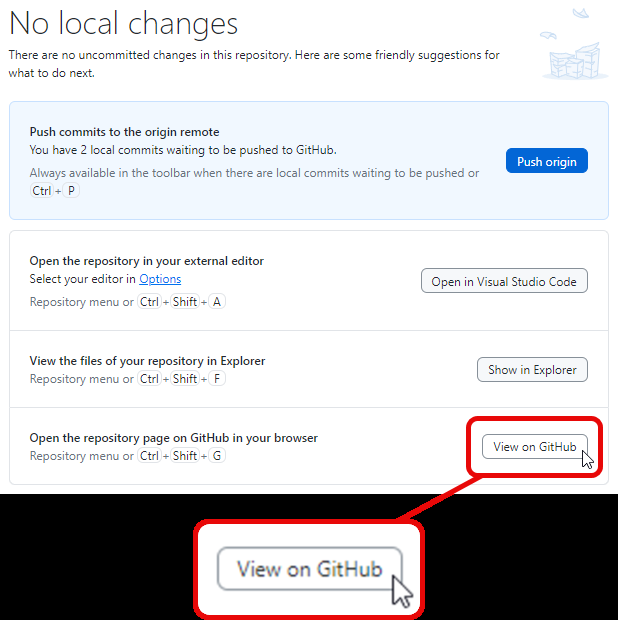 No local changes
There are no uncommitted changes in this repository. Here are some friendly suggestions for
what to do next.
Push commits to the origin remote
You have 2 local commits waiting to be pushed to GitHub.
Always available in the toolbar when there are local commits waiting to be pushed or
Ctrl + P
Push origin
Open the repository in your external editor
Select your editor in Options
Repository menu or Ctrl + Shift + A
Open in Visual Studio Code
View the files of your repository in Explorer
Repository menu or Ctrl + Shift + F
Show in Explorer
Open the repository page on GitHub in your browser
Repository menu or Ctrl + Shift + G
View on GitHub
View on GitHub